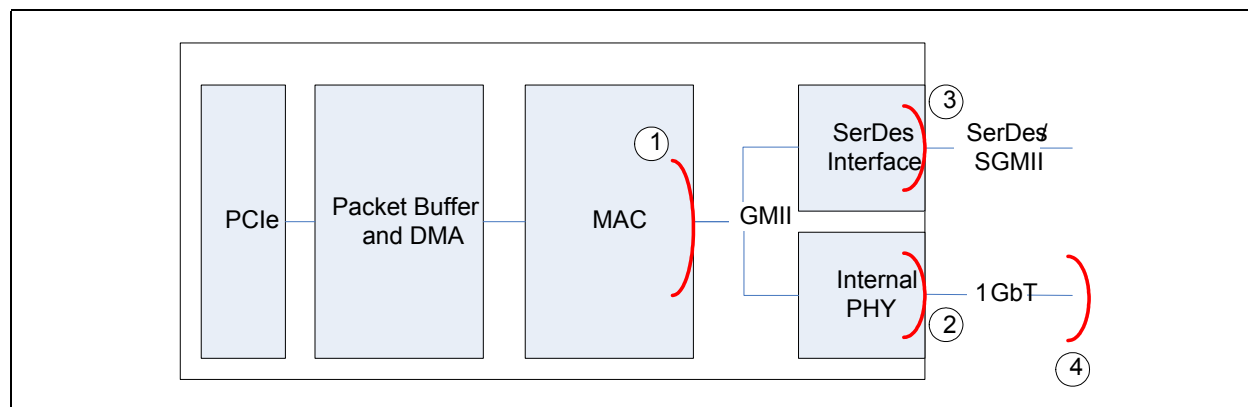 PCIe
Packet Buffer
and DMA
1
MAC
GMII
SerDes
Interface
3
SerDes/
SGMII
Internal
PHY
2
1GbT
4